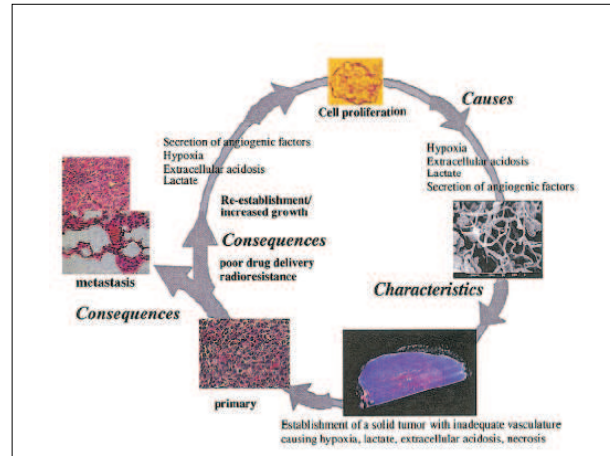 Cell proliferation
Causes
Hypoxia
Extracellular acidosis
Lactate
Secretion of angiogenic factors
Characteristics
Establishment of a solid tumor with inadequate vasculature
causing hypoxia, lactate, extracellular acidosis, necrosis
primary
Consequences
metastasis
poor drug delivery
radioresistance
Consequences
Re-establishment/
increased growth
Secretion of angiogenic factors
Hypoxia
Extracellular acidosis
Lactate